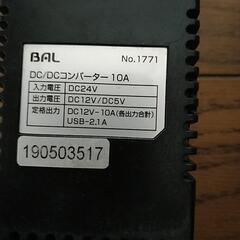 BAL No.1771
DC/DCコンバーター 10A
入力電圧 DC24V
出力電圧 DC12V/DC5V
定格出力 DC12V-10A(各出力合計)
USB-2.1A
190503517